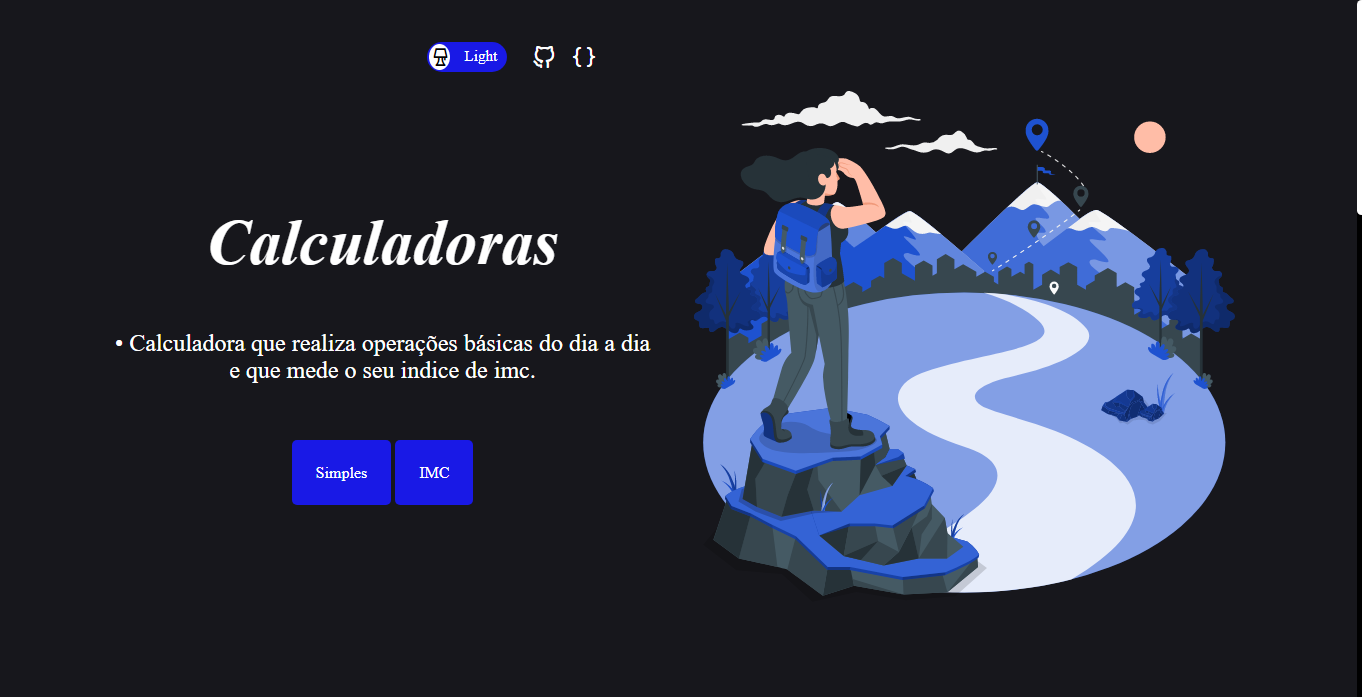 Light
Calculadoras
• Calculadora que realiza operações básicas do dia a dia
e que mede o seu indice de imc.
Simples IMC